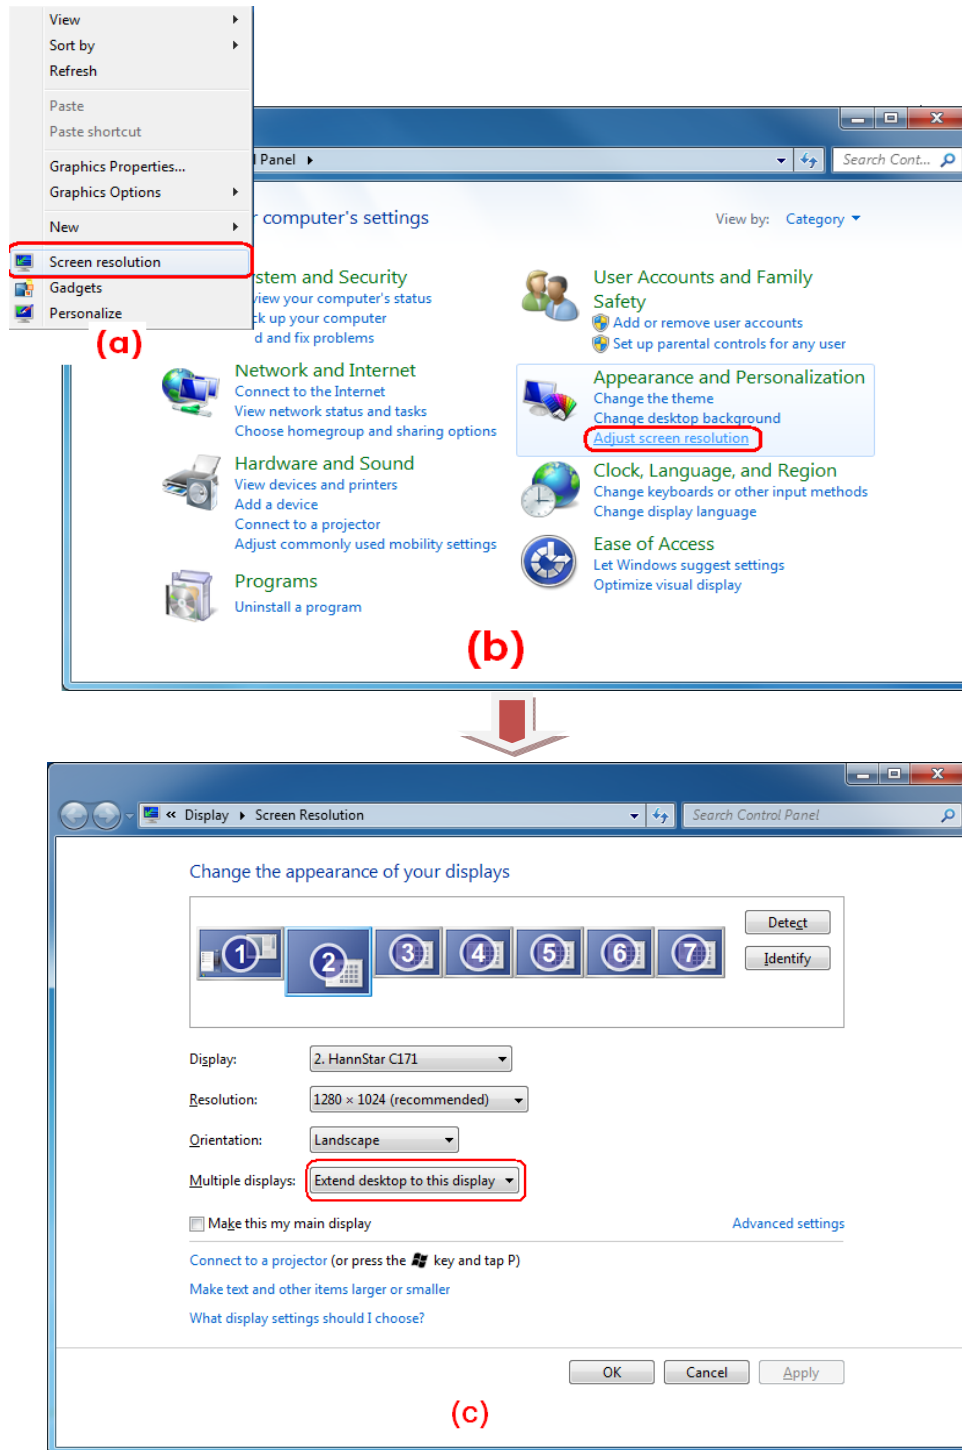 View
Sort by
Refresh
Paste
Paste shortcut
Graphics Properties...
Graphics Options
New
Screen resolution
Gadgets
Personalize
(a)
l Panel
Search Cont...
computer's settings
View by: Category
stem and Security
view your computer's status
ck up your computer
d and fix problems
Network and Internet
Connect to the Internet
View network status and tasks
Choose homegroup and sharing options
Hardware and Sound
View devices and printers
Add a device
Connect to a projector
Adjust commonly used mobility settings
Programs
Uninstall a program
User Accounts and Family
Safety
Add or remove user accounts
Set up parental controls for any user
Appearance and Personalization
Change the theme
Change desktop background
Adjust screen resolution
Clock, Language, and Region
Change keyboards or other input methods
Change display language
Ease of Access
Let Windows suggest settings
Optimize visual display
(b)
« Display Screen Resolution
Search Control Panel
Change the appearance of your displays
1 2 3 4 5 6 7
Detect
Identify
Display: 2. HannStar C171
Resolution: 1280 × 1024 (recommended)
Orientation: Landscape
Multiple displays: Extend desktop to this display
Make this my main display
Advanced settings
Connect to a projector (or press the key and tap P)
Make text and other items larger or smaller
What display settings should I choose?
OK Cancel Apply
(c)